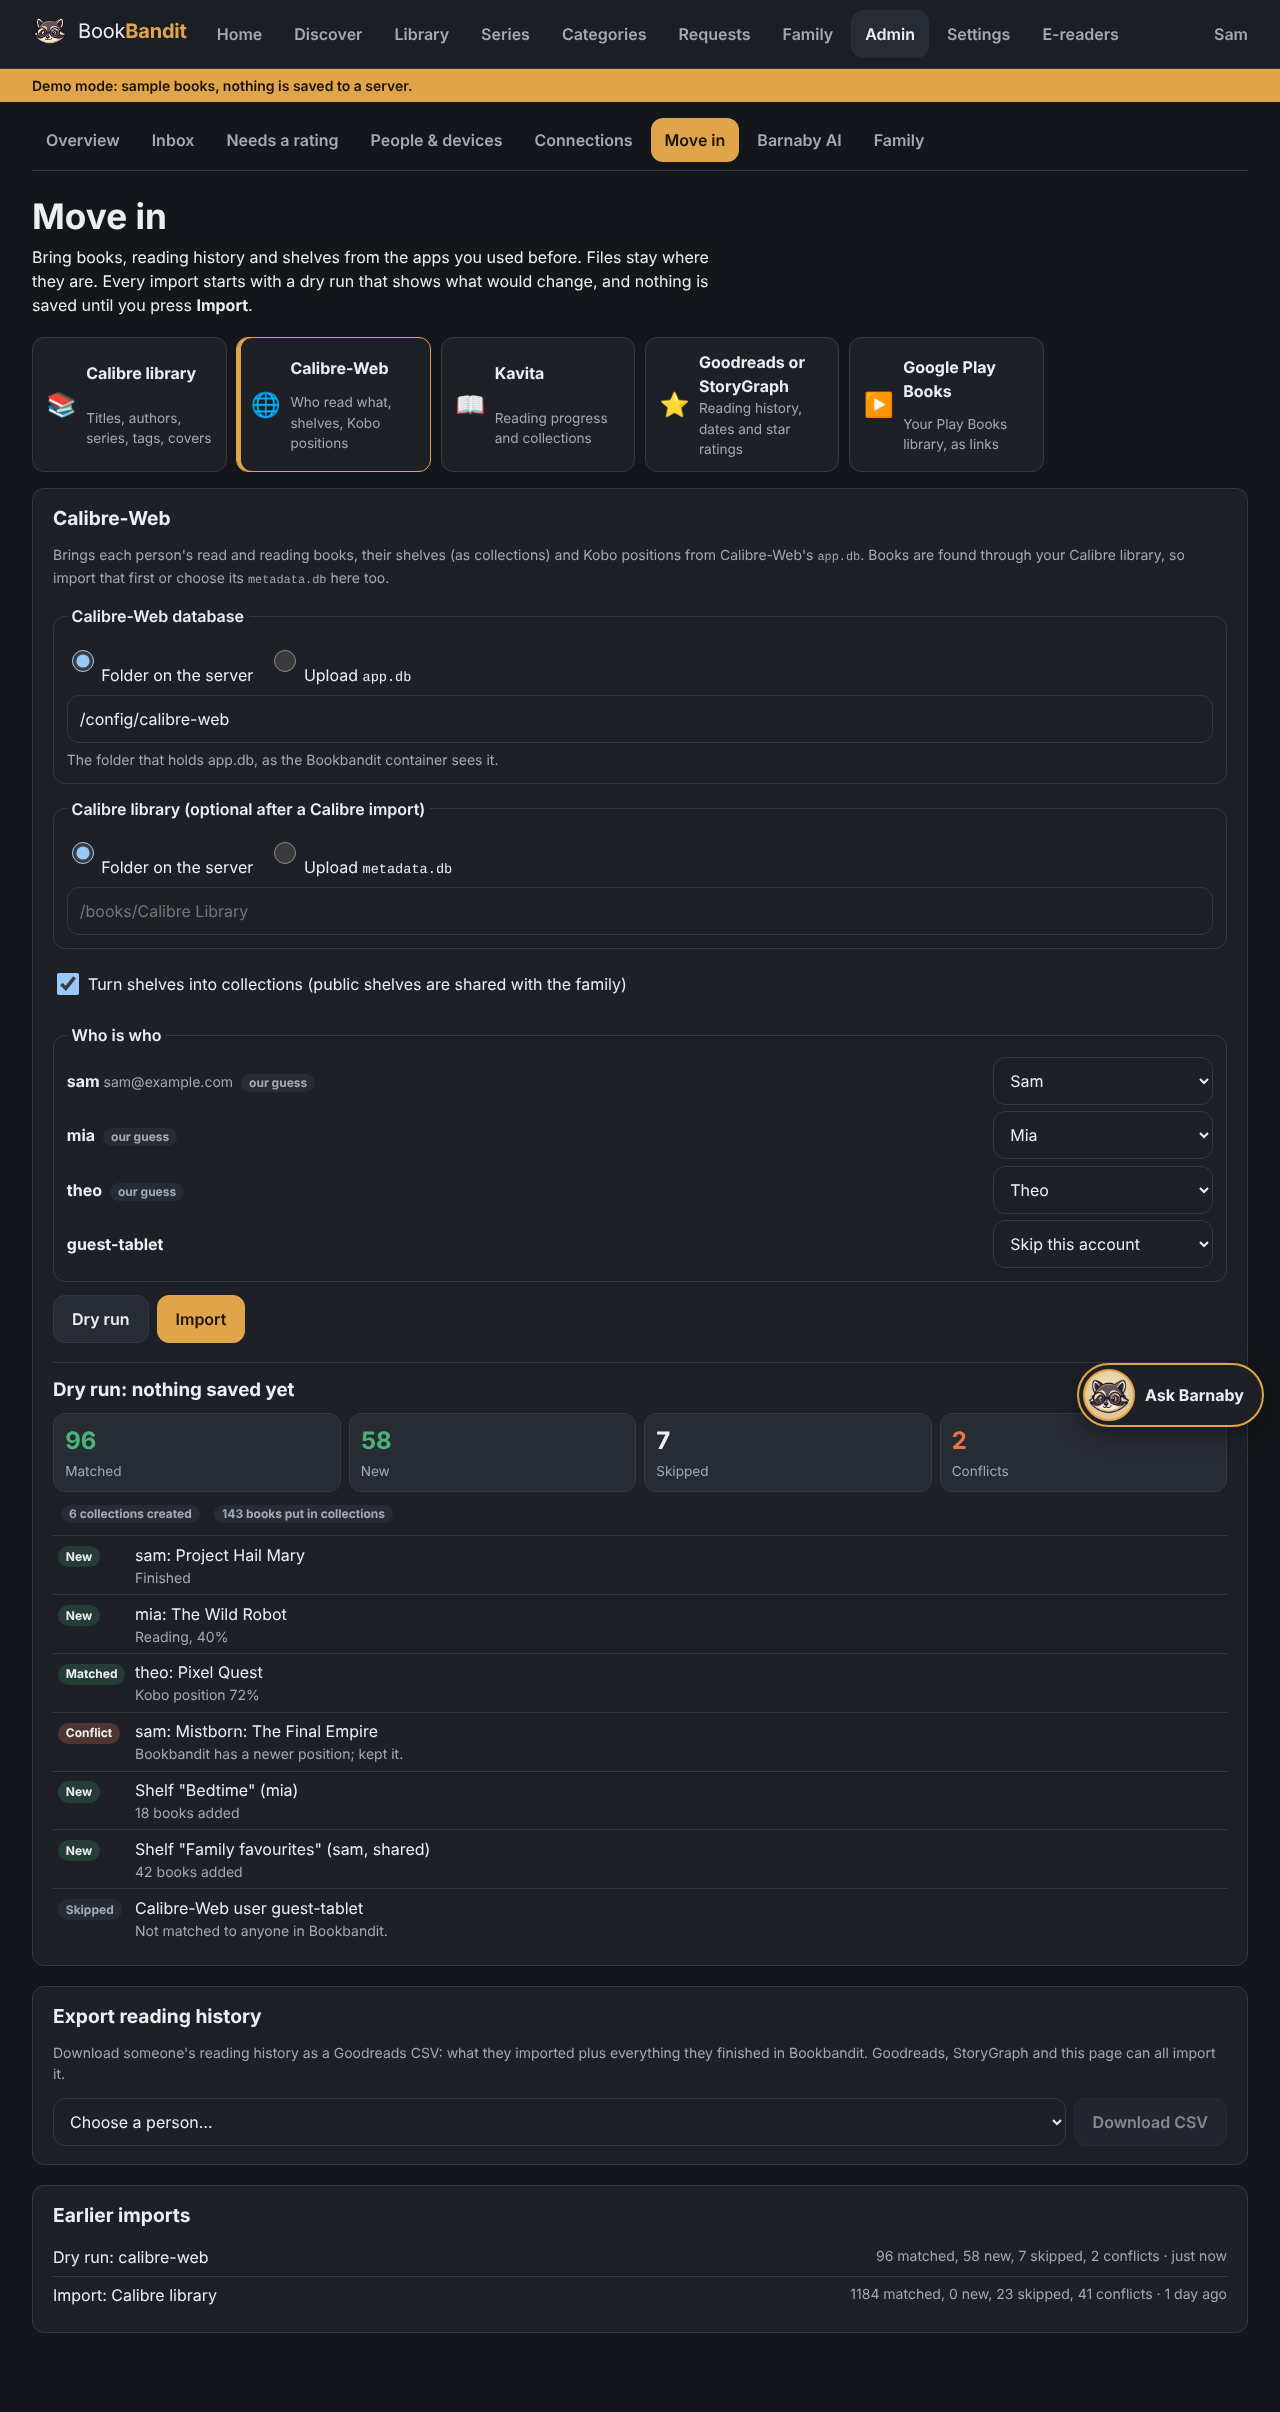 BookBandit
Home
Discover
Library
Series
Categories
Requests
Family
Admin
Settings
E-readers
Sam
Demo mode: sample books, nothing is saved to a server.
Overview
Inbox
Needs a rating
People & devices
Connections
Move in
Barnaby AI
Family
Move in
Bring books, reading history and shelves from the apps you used before. Files stay where
they are. Every import starts with a dry run that shows what would change, and nothing is
saved until you press Import.
Calibre library
Titles, authors,
series, tags, covers
Calibre-Web
Who read what,
shelves, Kobo
positions
Kavita
Reading progress
and collections
Goodreads or
StoryGraph
Reading history,
dates and star
ratings
Google Play
Books
Your Play Books
library, as links
Calibre-Web
Brings each person's read and reading books, their shelves (as collections) and Kobo positions from Calibre-Web's app.db. Books are found through your Calibre library, so
import that first or choose its metadata.db here too.
Calibre-Web database
Folder on the server
Upload app.db
/config/calibre-web
The folder that holds app.db, as the Bookbandit container sees it.
Calibre library (optional after a Calibre import)
Folder on the server
Upload metadata.db
/books/Calibre Library
Turn shelves into collections (public shelves are shared with the family)
Who is who
sam sam@example.com our guess
Sam
mia our guess
Mia
theo our guess
Theo
guest-tablet
Skip this account
Dry run
Import
Dry run: nothing saved yet
Ask Barnaby
96
Matched
58
New
7
Skipped
2
Conflicts
6 collections created
143 books put in collections
New
sam: Project Hail Mary
Finished
New
mia: The Wild Robot
Reading, 40%
Matched
theo: Pixel Quest
Kobo position 72%
Conflict
sam: Mistborn: The Final Empire
Bookbandit has a newer position; kept it.
New
Shelf "Bedtime" (mia)
18 books added
New
Shelf "Family favourites" (sam, shared)
42 books added
Skipped
Calibre-Web user guest-tablet
Not matched to anyone in Bookbandit.
Export reading history
Download someone's reading history as a Goodreads CSV: what they imported plus everything they finished in Bookbandit. Goodreads, StoryGraph and this page can all import
it.
Choose a person...
Download CSV
Earlier imports
Dry run: calibre-web
96 matched, 58 new, 7 skipped, 2 conflicts · just now
Import: Calibre library
1184 matched, 0 new, 23 skipped, 41 conflicts · 1 day ago